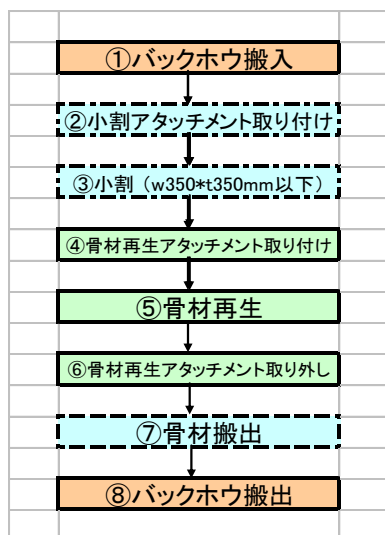 ①バックホウ搬入
②小割アタッチメント取り付け
③小割（w350*t350mm以下）
④骨材再生アタッチメント取り付け
⑤骨材再生
⑥骨材再生アタッチメント取り外し
⑦骨材搬出
⑧バックホウ搬出